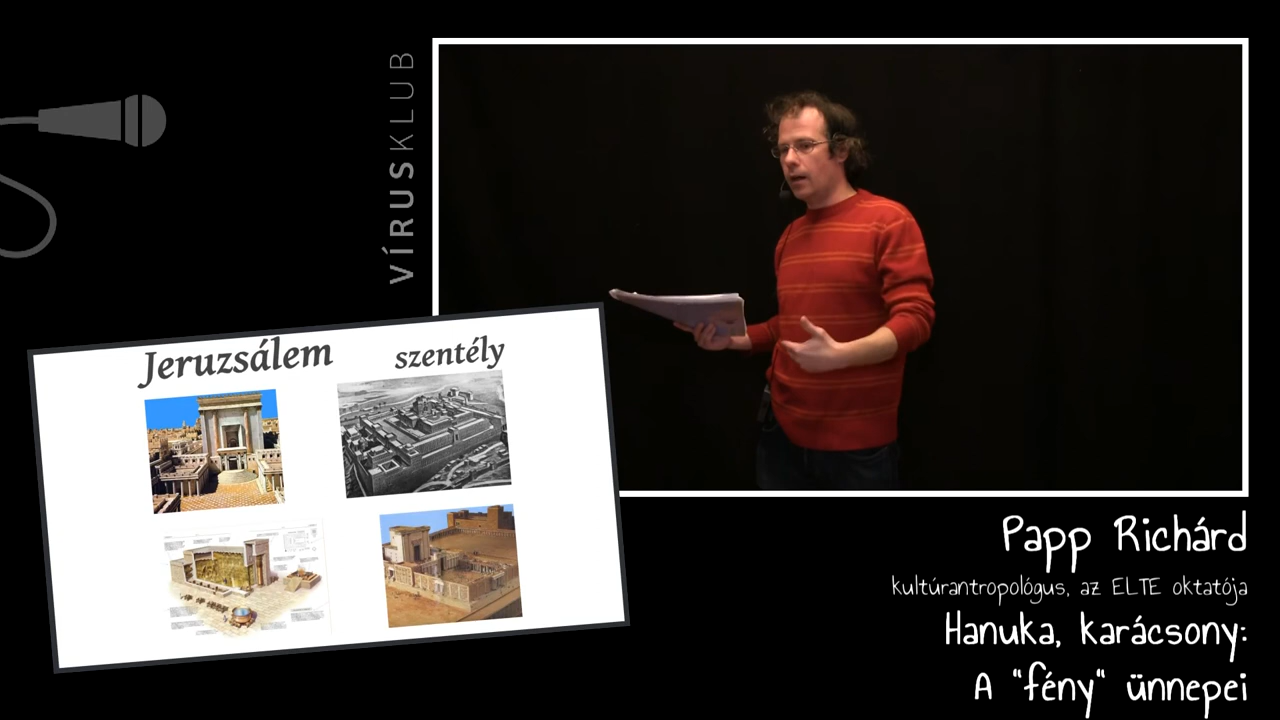 VÍRUSKLUB
Jeruzsálem szentély
Papp Richárd
kultúrantropológus, az ELTE oktatója
Hanuka, karácsony:
A "fény" ünnepei